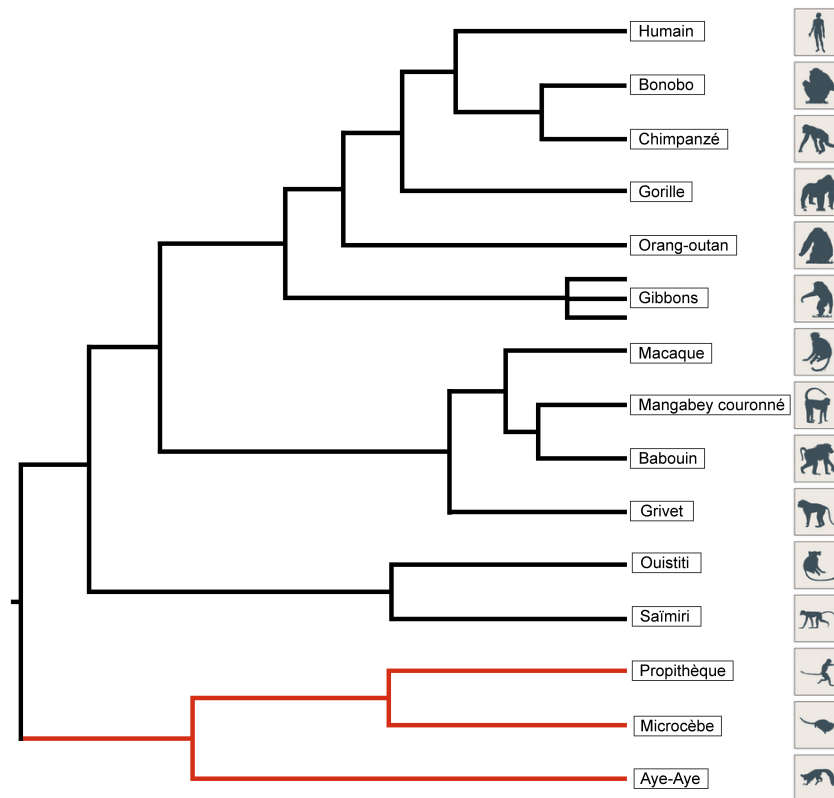 Humain
Bonobo
Chimpanzé
Gorille
Orang-outan
Gibbons
Macaque
Mangabey couronné
Babouin
Grivet
Ouistiti
Saïmiri
Propithèque
Microcèbe
Aye-Aye